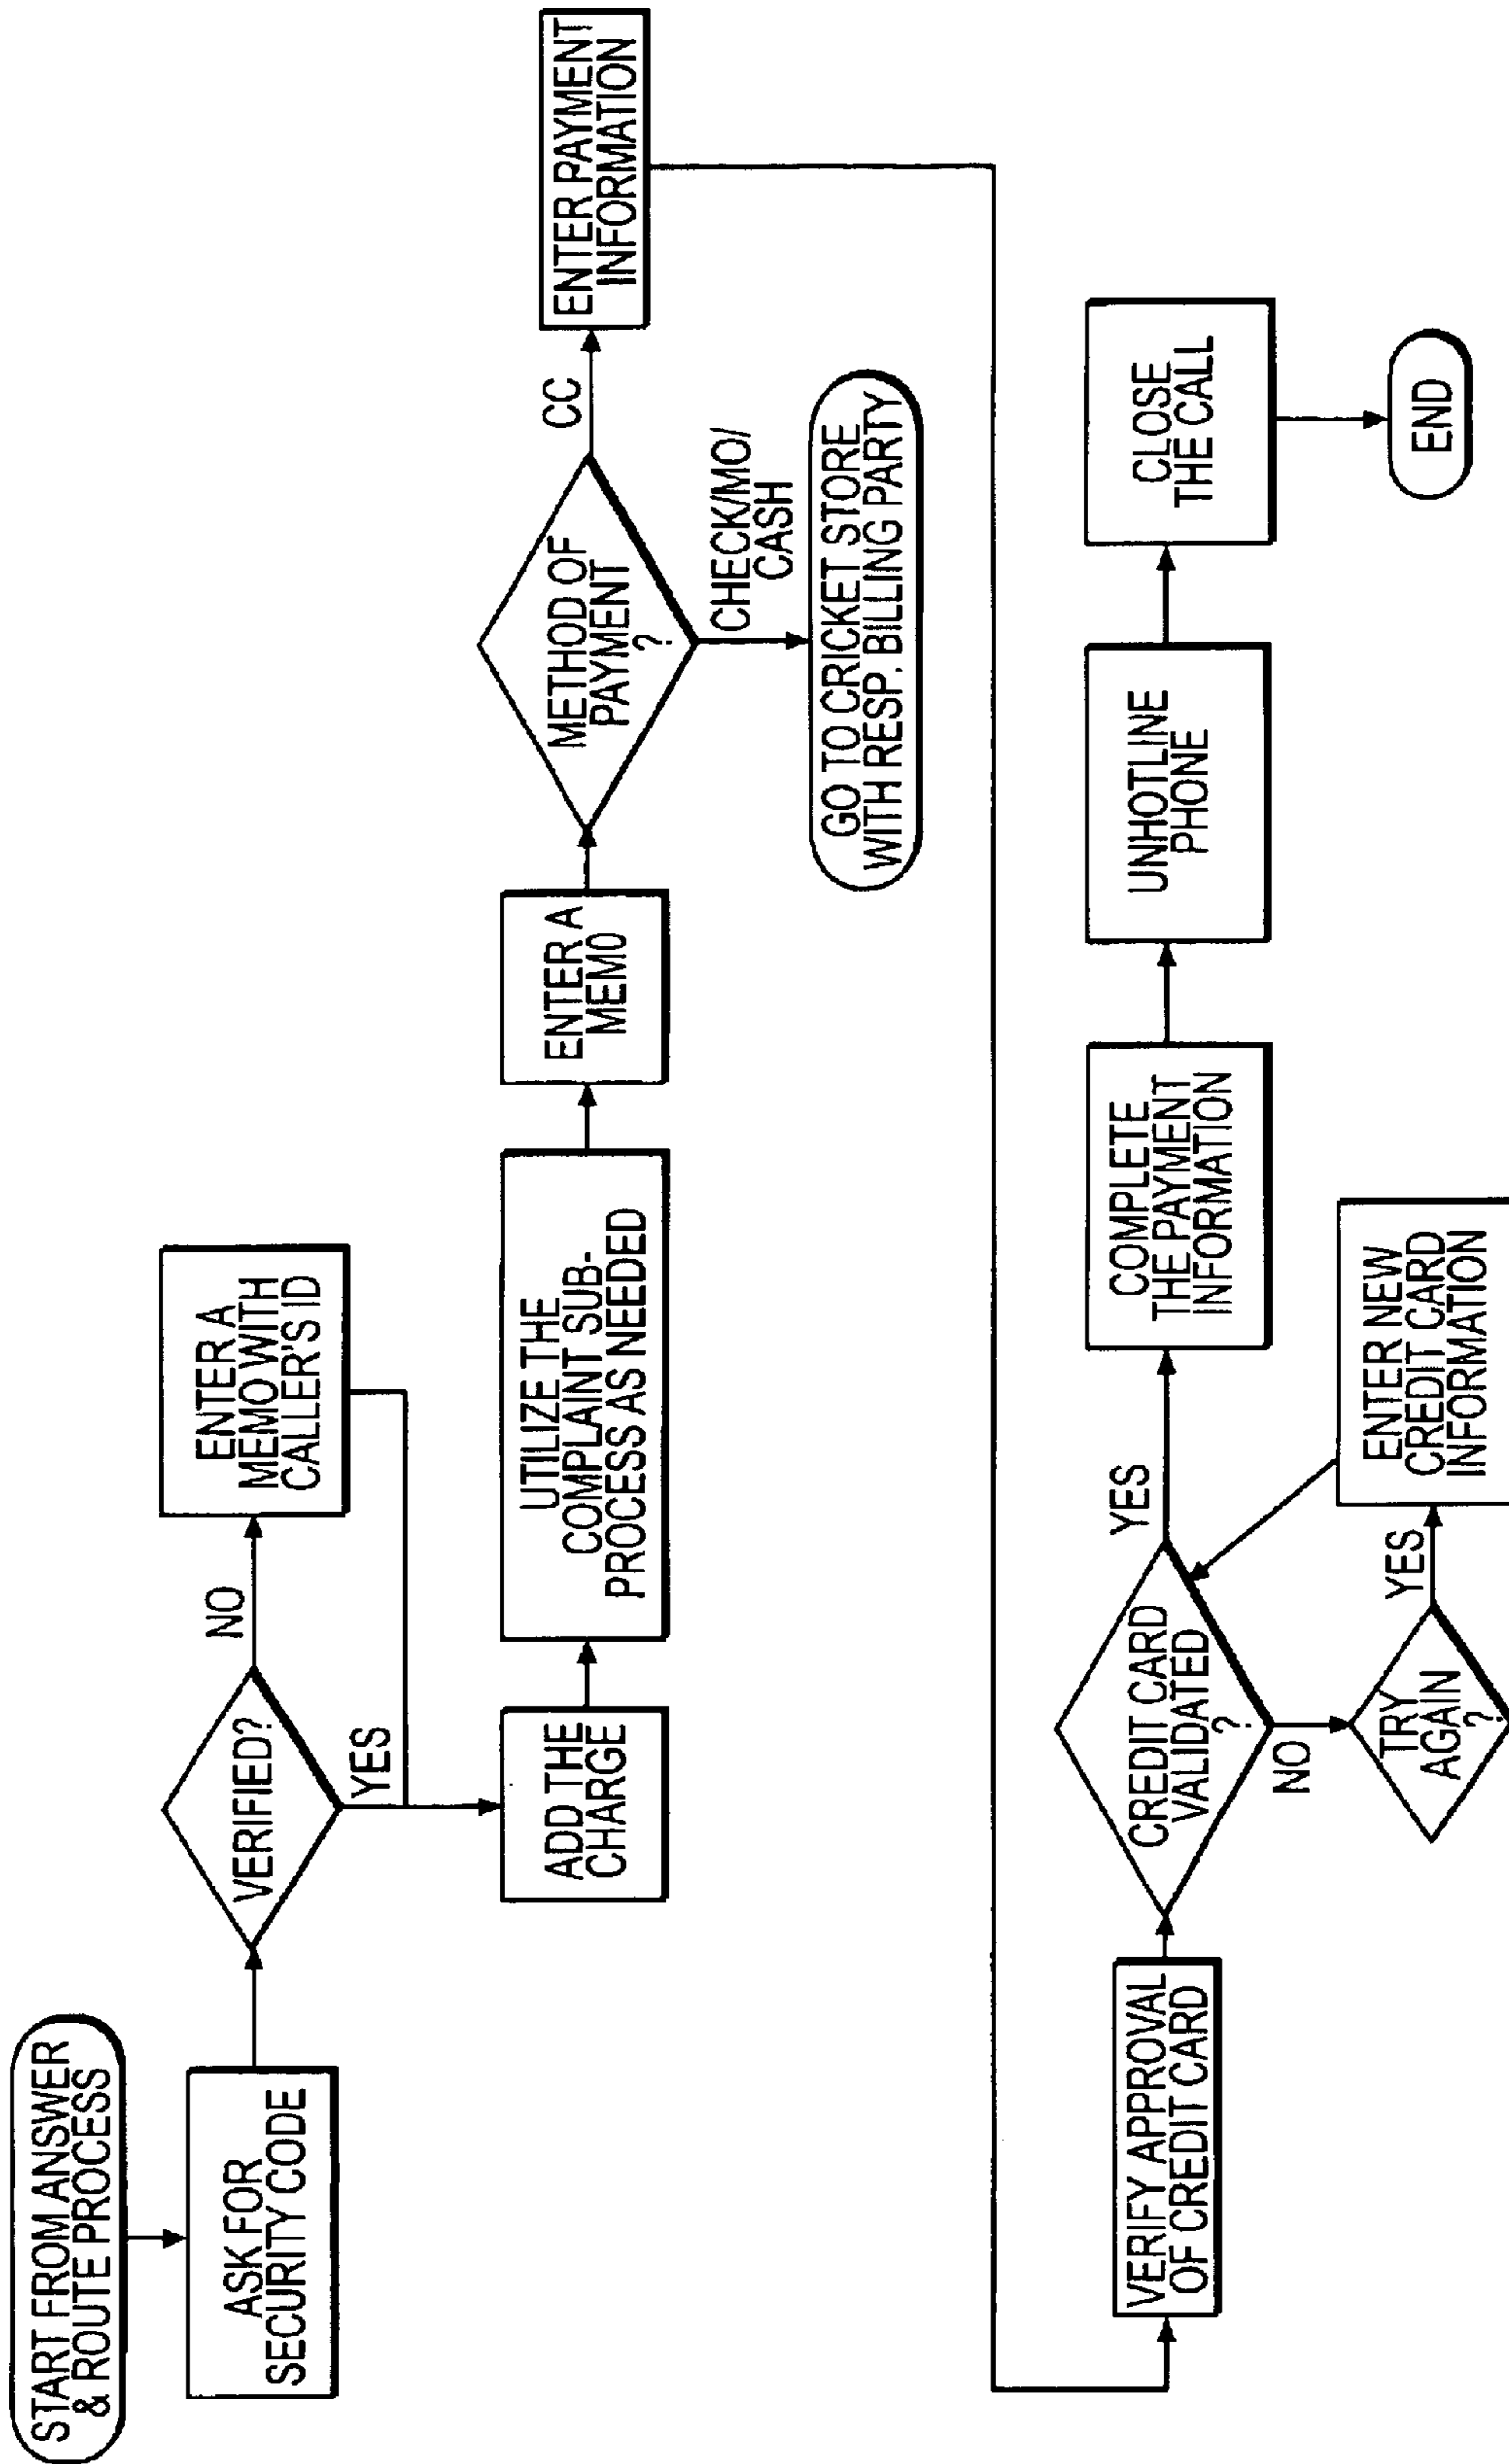 START FROM ANSWER
& ROUTE PROCESS
ASK FOR
SECURITY CODE
VERIFIED?
NO
ENTER A
MEMO WITH
CALLER'S ID
YES
ADD THE
CHARGE
UTILIZE THE
COMPLAINT SUB-
PROCESS AS NEEDED
ENTER A
MEMO
METHOD OF
PAYMENT
?
CC
ENTER PAYMENT
INFORMATION
CHECK/MO/
CASH
GO TO CRICKET STORE
WITH RESP. BILLING PARTY
VERIFY APPROVAL
OF CREDIT CARD
CREDIT CARD
VALIDATED
?
YES
COMPLETE
THE PAYMENT
INFORMATION
UNHOTLINE
PHONE
CLOSE
THE CALL
END
NO
TRY
AGAIN
?
YES
ENTER NEW
CREDIT CARD
INFORMATION